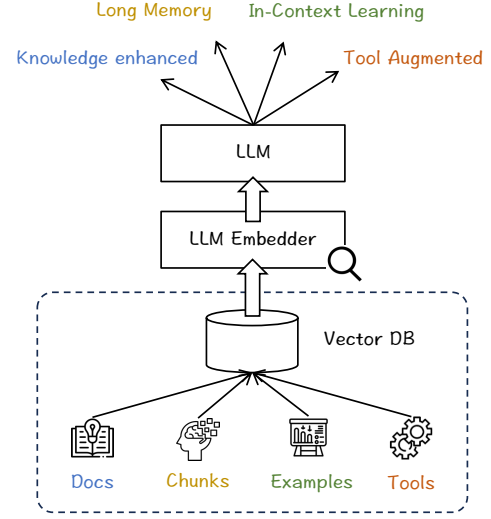 Long Memory
In-Context Learning
Knowledge enhanced
Tool Augmented
LLM
LLM Embedder
Vector DB
Docs
Chunks
Examples
Tools